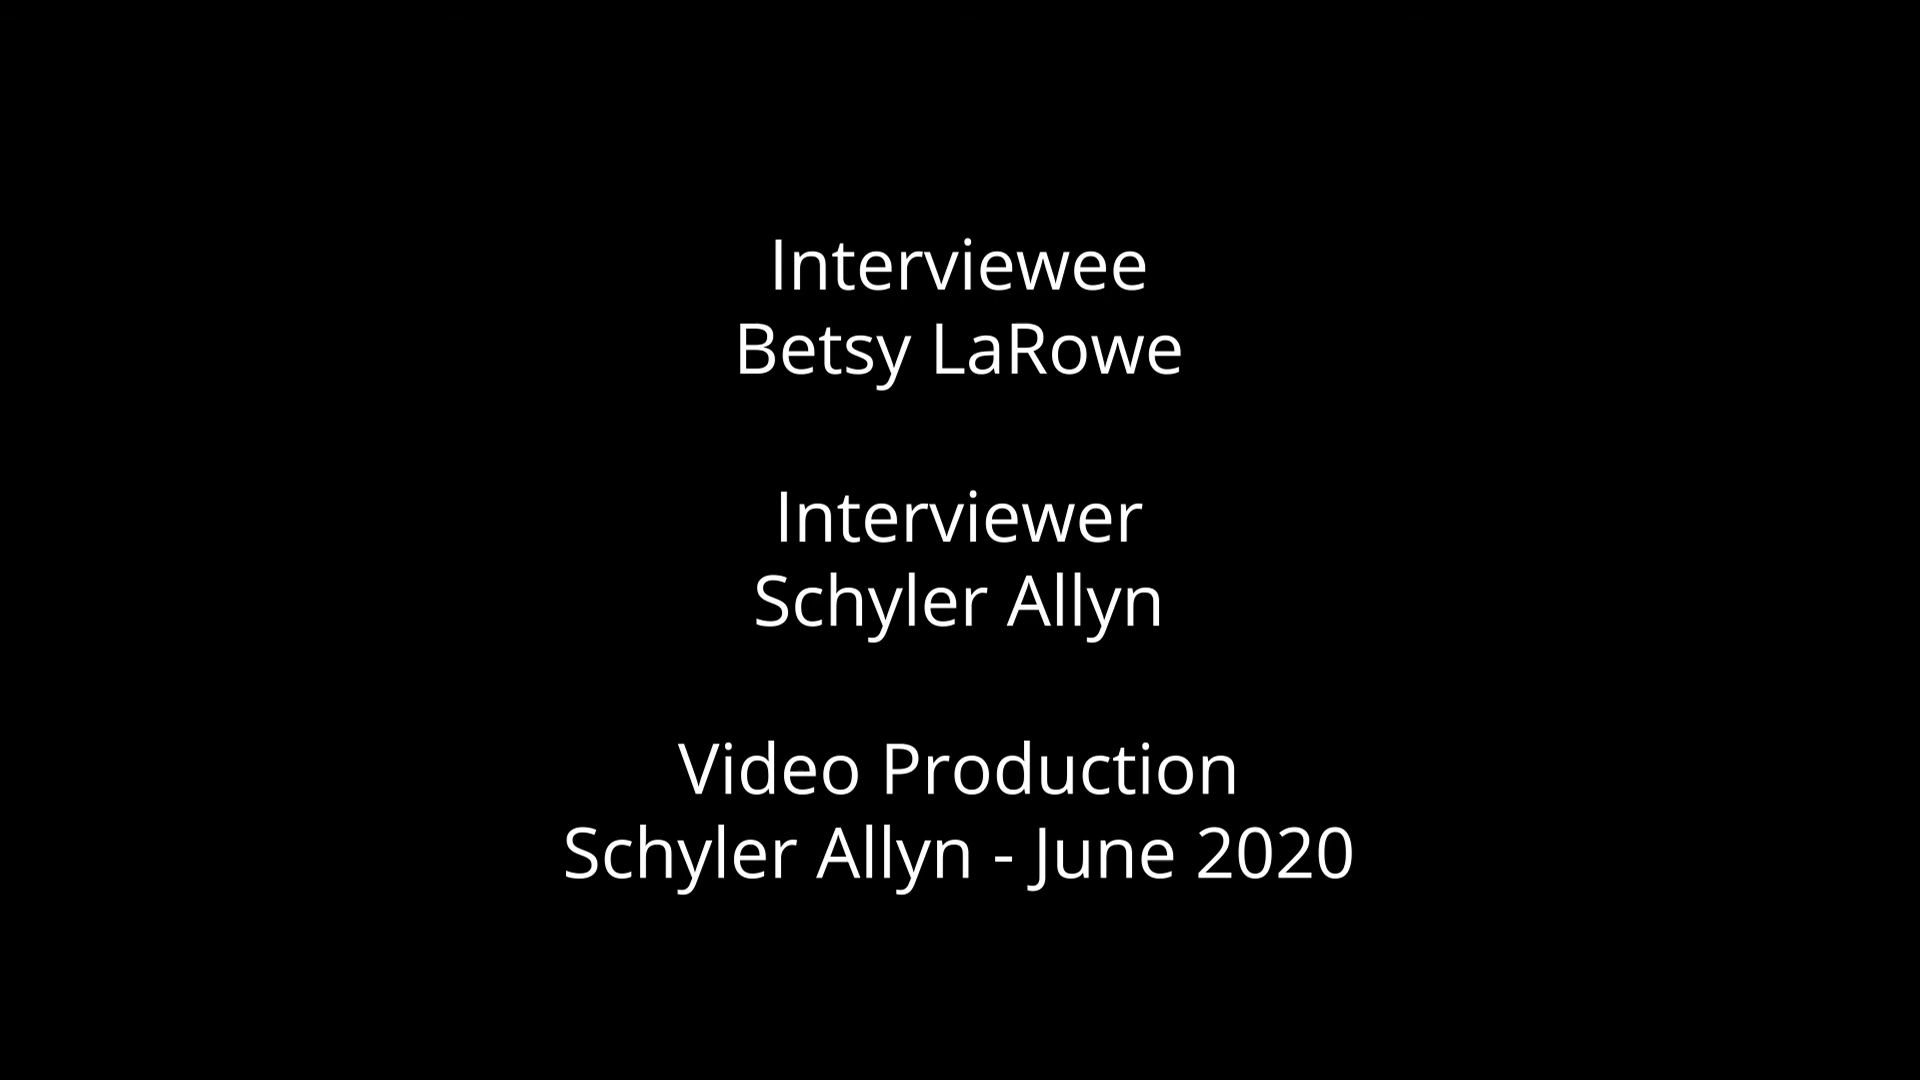 Interviewee
Betsy LaRowe
Interviewer
Schyler Allyn
Video Production
Schyler Allyn - June 2020